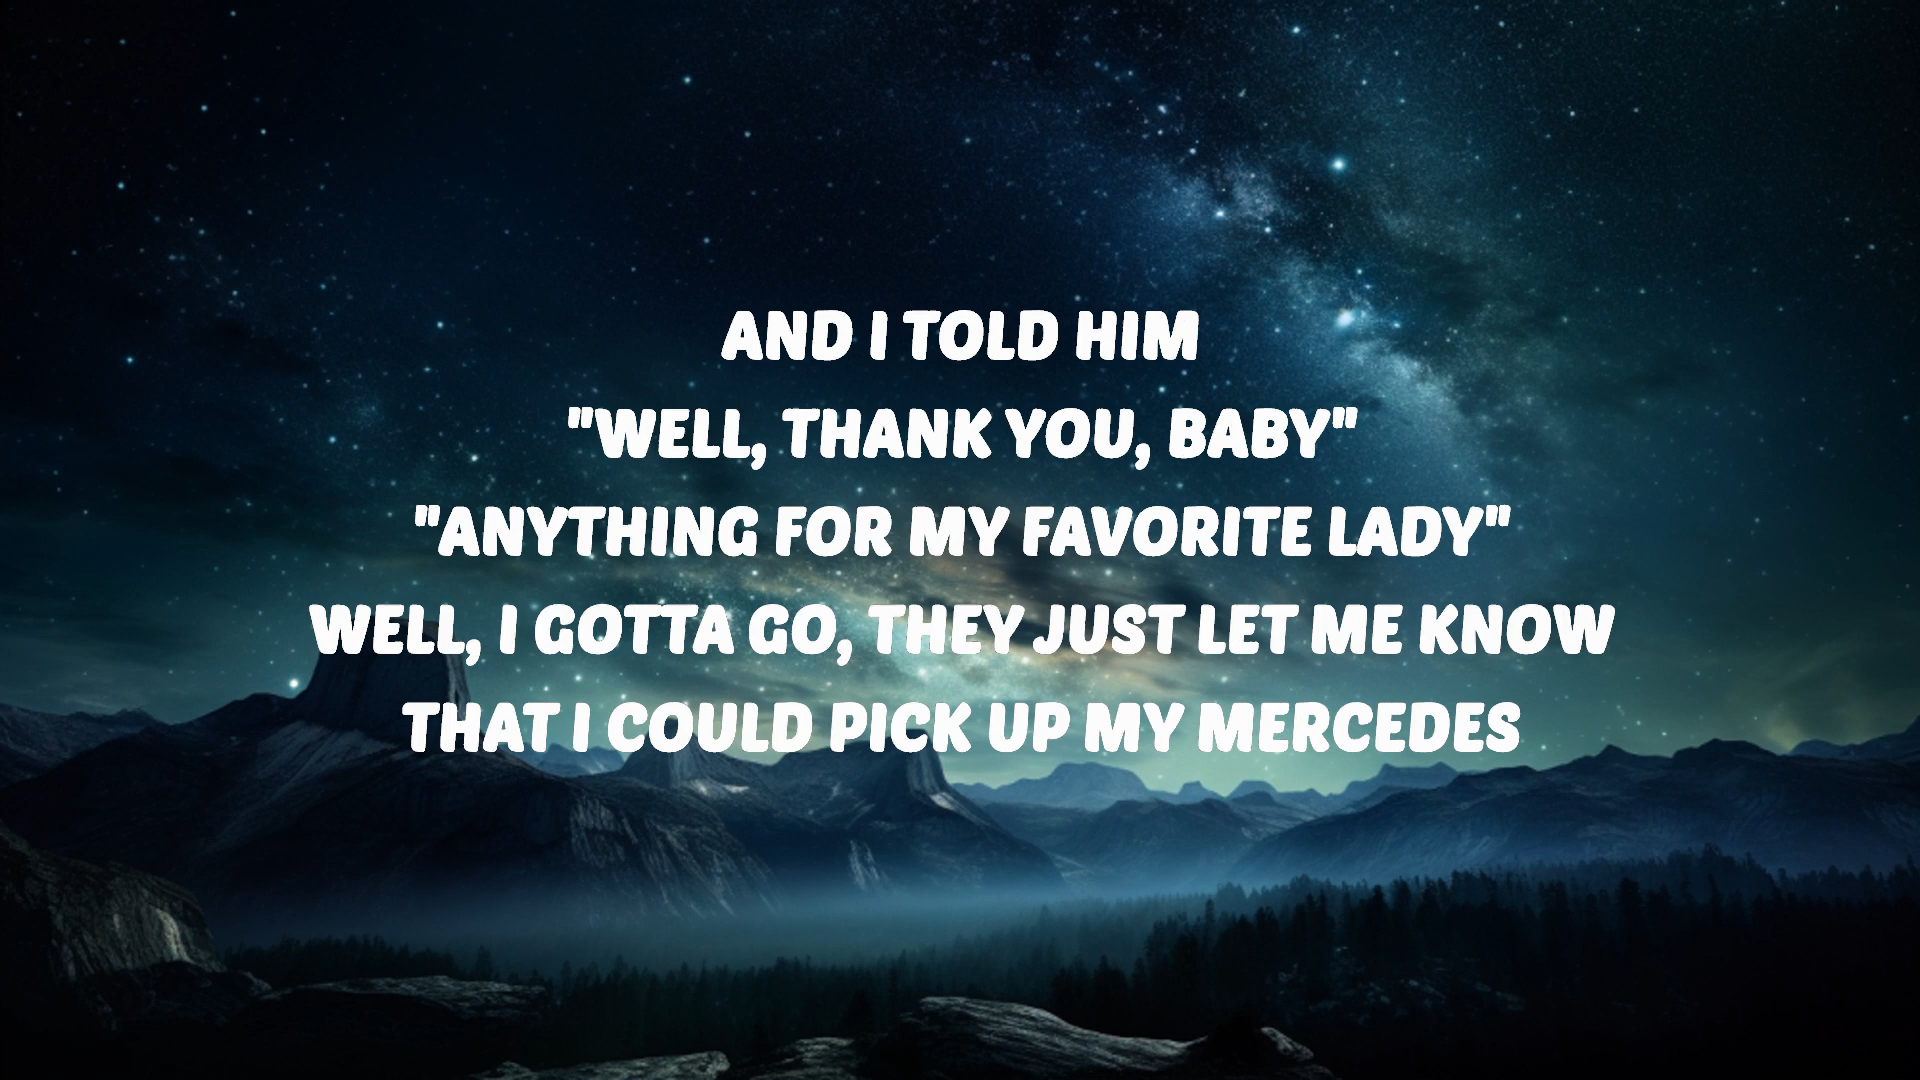 AND I TOLD HIM
"WELL, THANK YOU, BABY"
"ANYTHING FOR MY FAVORITE LADY"
WELL, I GOTTA GO, THEY JUST LET ME KNOW
THAT I COULD PICK UP MY MERCEDES